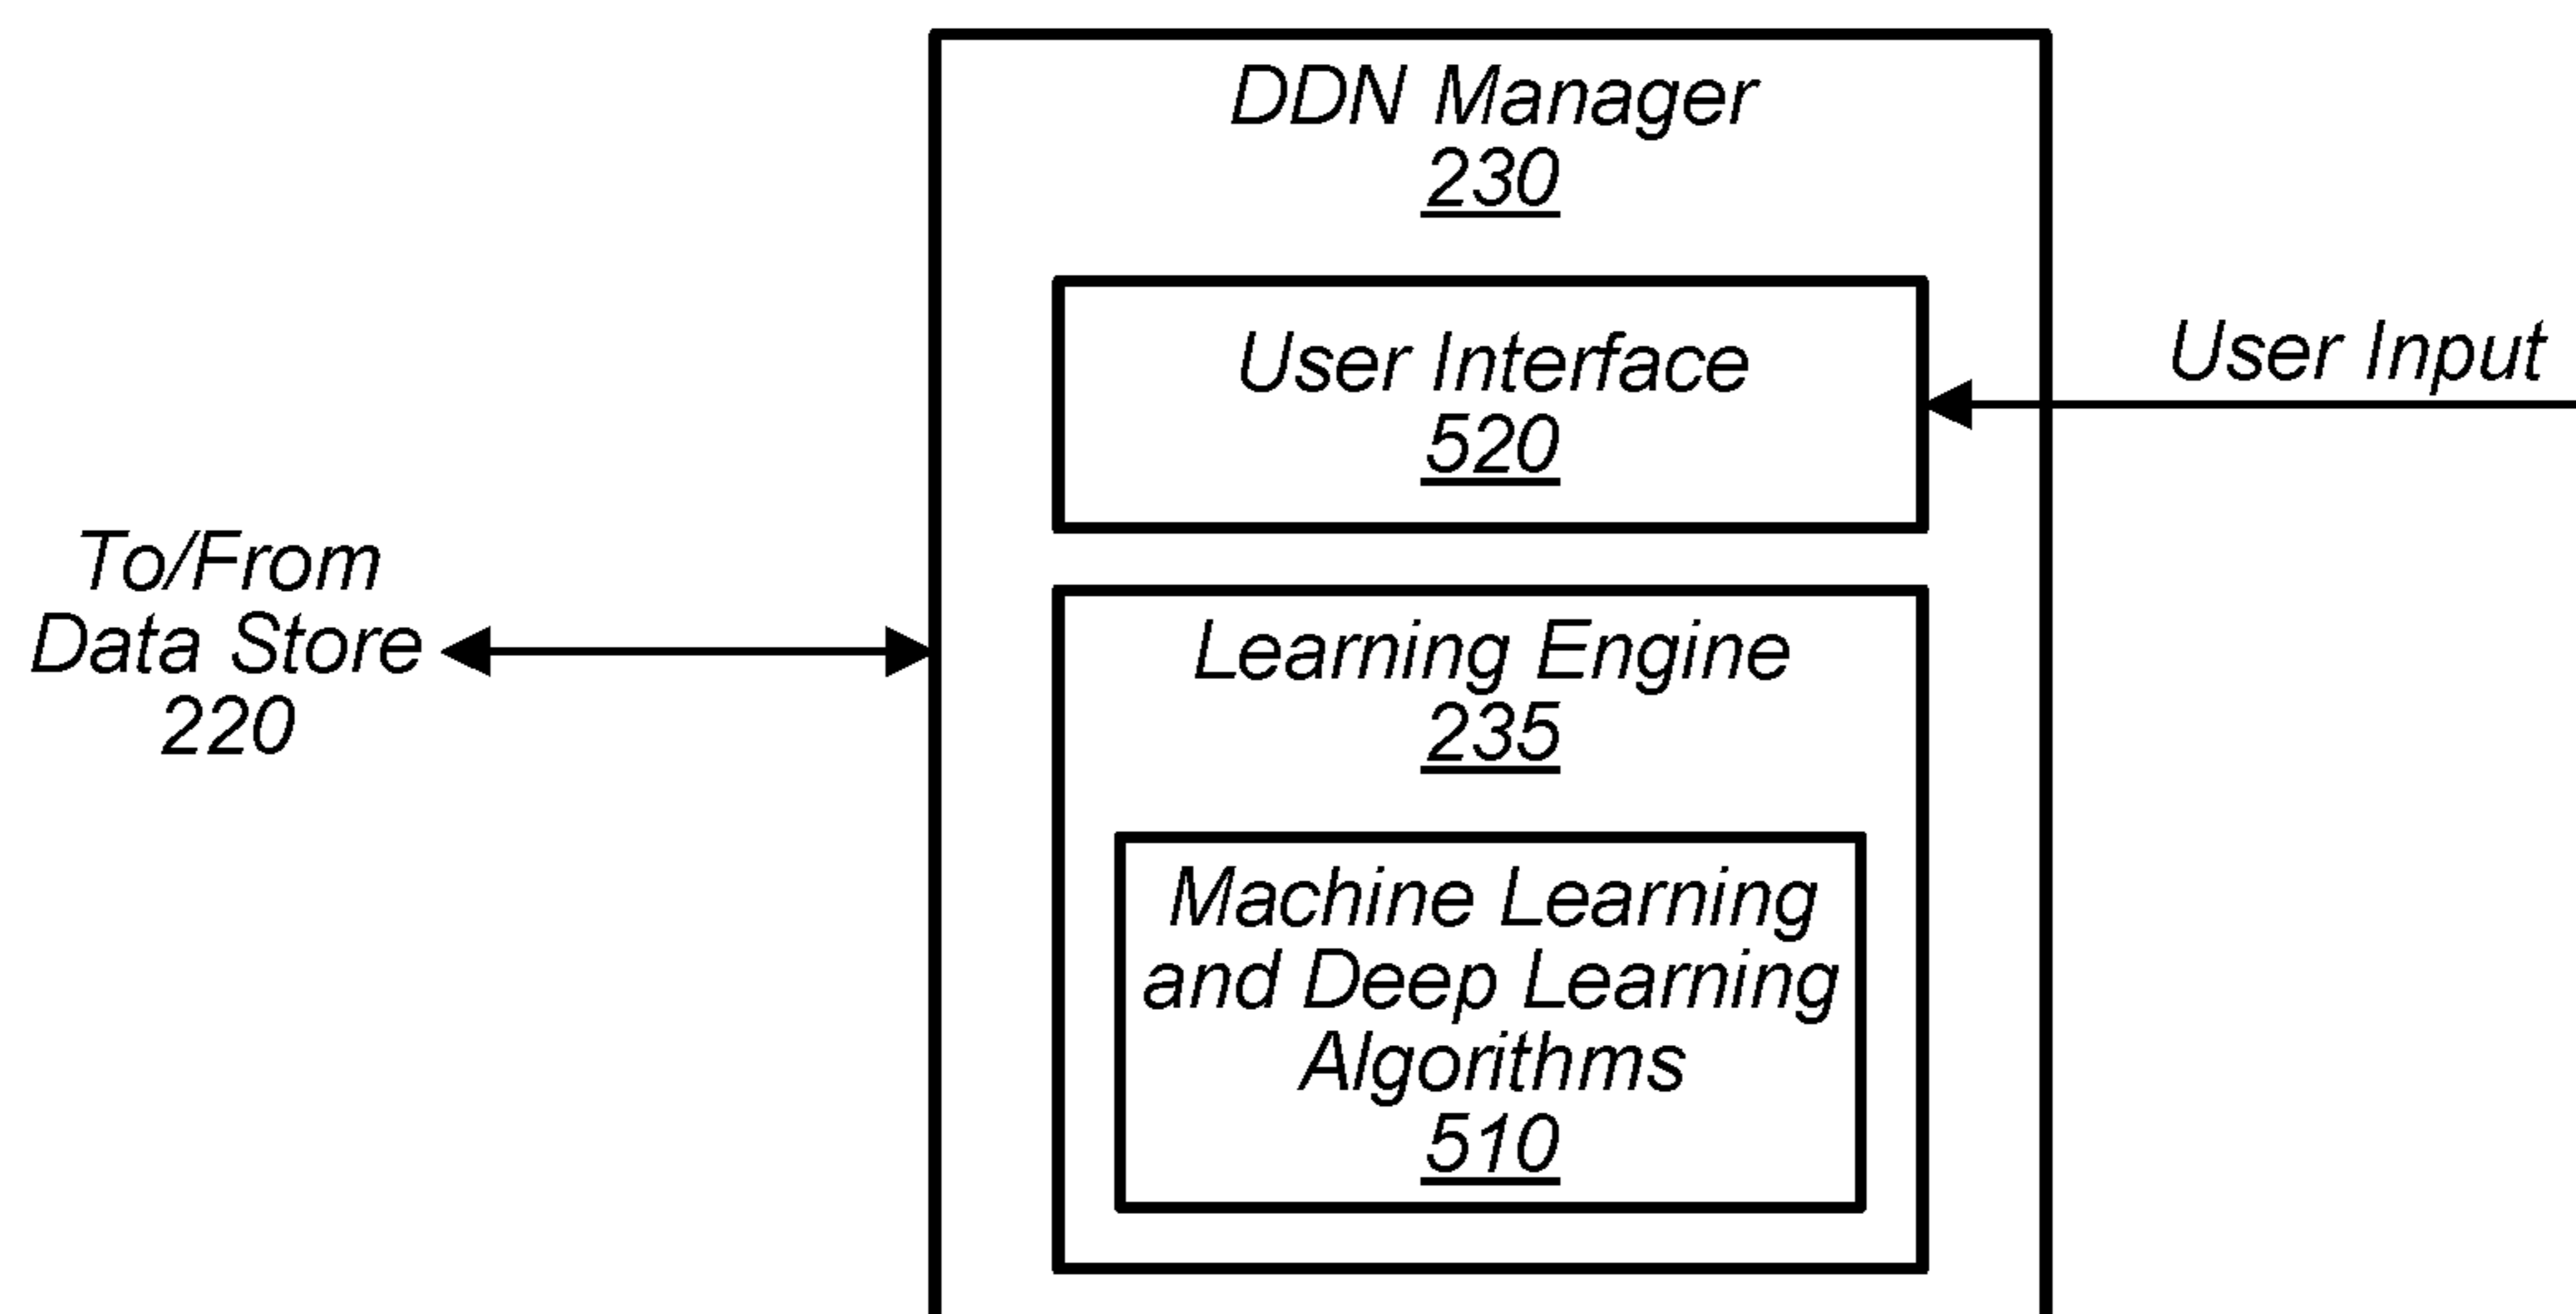 DDN Manager
230
User Interface
520
User Input
To/From
Data Store
220
Learning Engine
235
Machine Learning
and Deep Learning
Algorithms
510